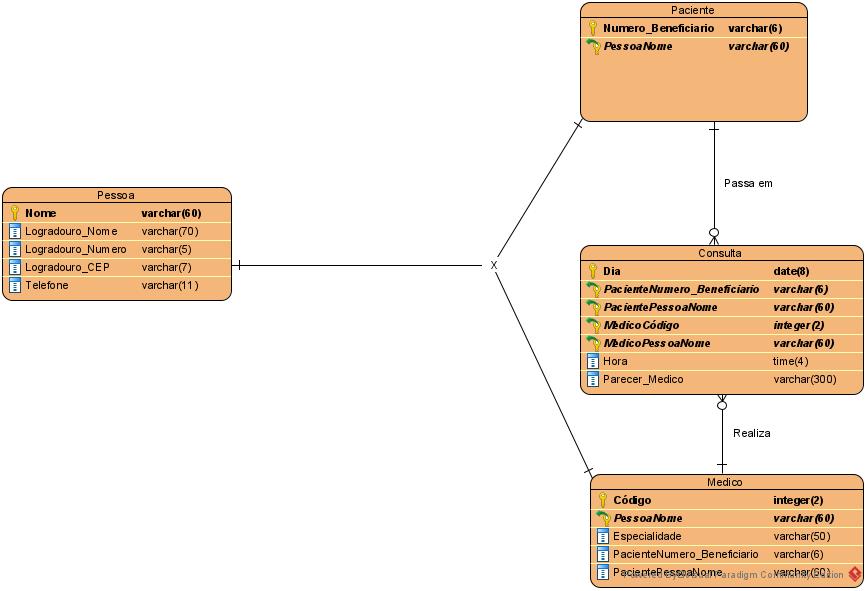 Paciente
Numero_Beneficiario varchar(6)
PessoaNome varchar(60)
Passa em
Pessoa
Nome varchar(60)
Logradouro_Nome varchar(70)
Logradouro_Numero varchar(5)
Logradouro_CEP varchar(7)
Telefone varchar(11)
X
Consulta
Dia date(8)
PacienteNumero_Beneficiario varchar(6)
PacientePessoaNome varchar(60)
MedicoCódigo integer(2)
MedicoPessoaNome varchar(60)
Hora time(4)
Parecer_Medico varchar(300)
Realiza
Medico
Código integer(2)
PessoaNome varchar(60)
Especialidade varchar(50)
PacienteNumero_Beneficiario varchar(6)
PacientePessoaNome varchar(60)
Powered By Visual Paradigm Community Edition